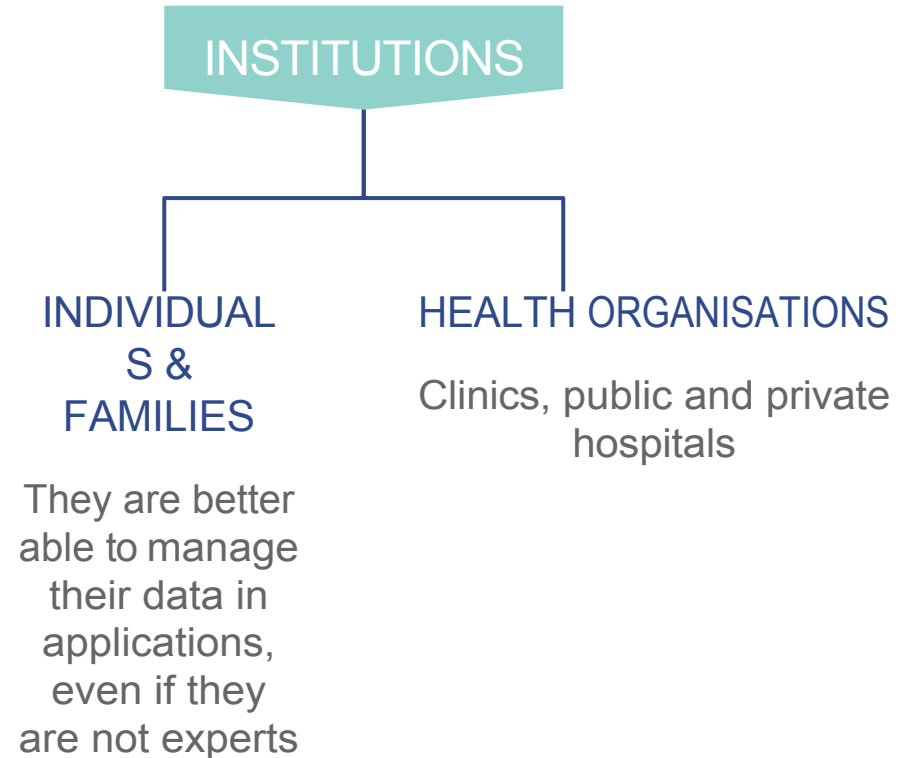 INSTITUTIONS
INDIVIDUAL
S &
FAMILIES
They are better
able to manage
their data in
applications,
even if they
are not experts
HEALTH ORGANISATIONS
Clinics, public and private
hospitals